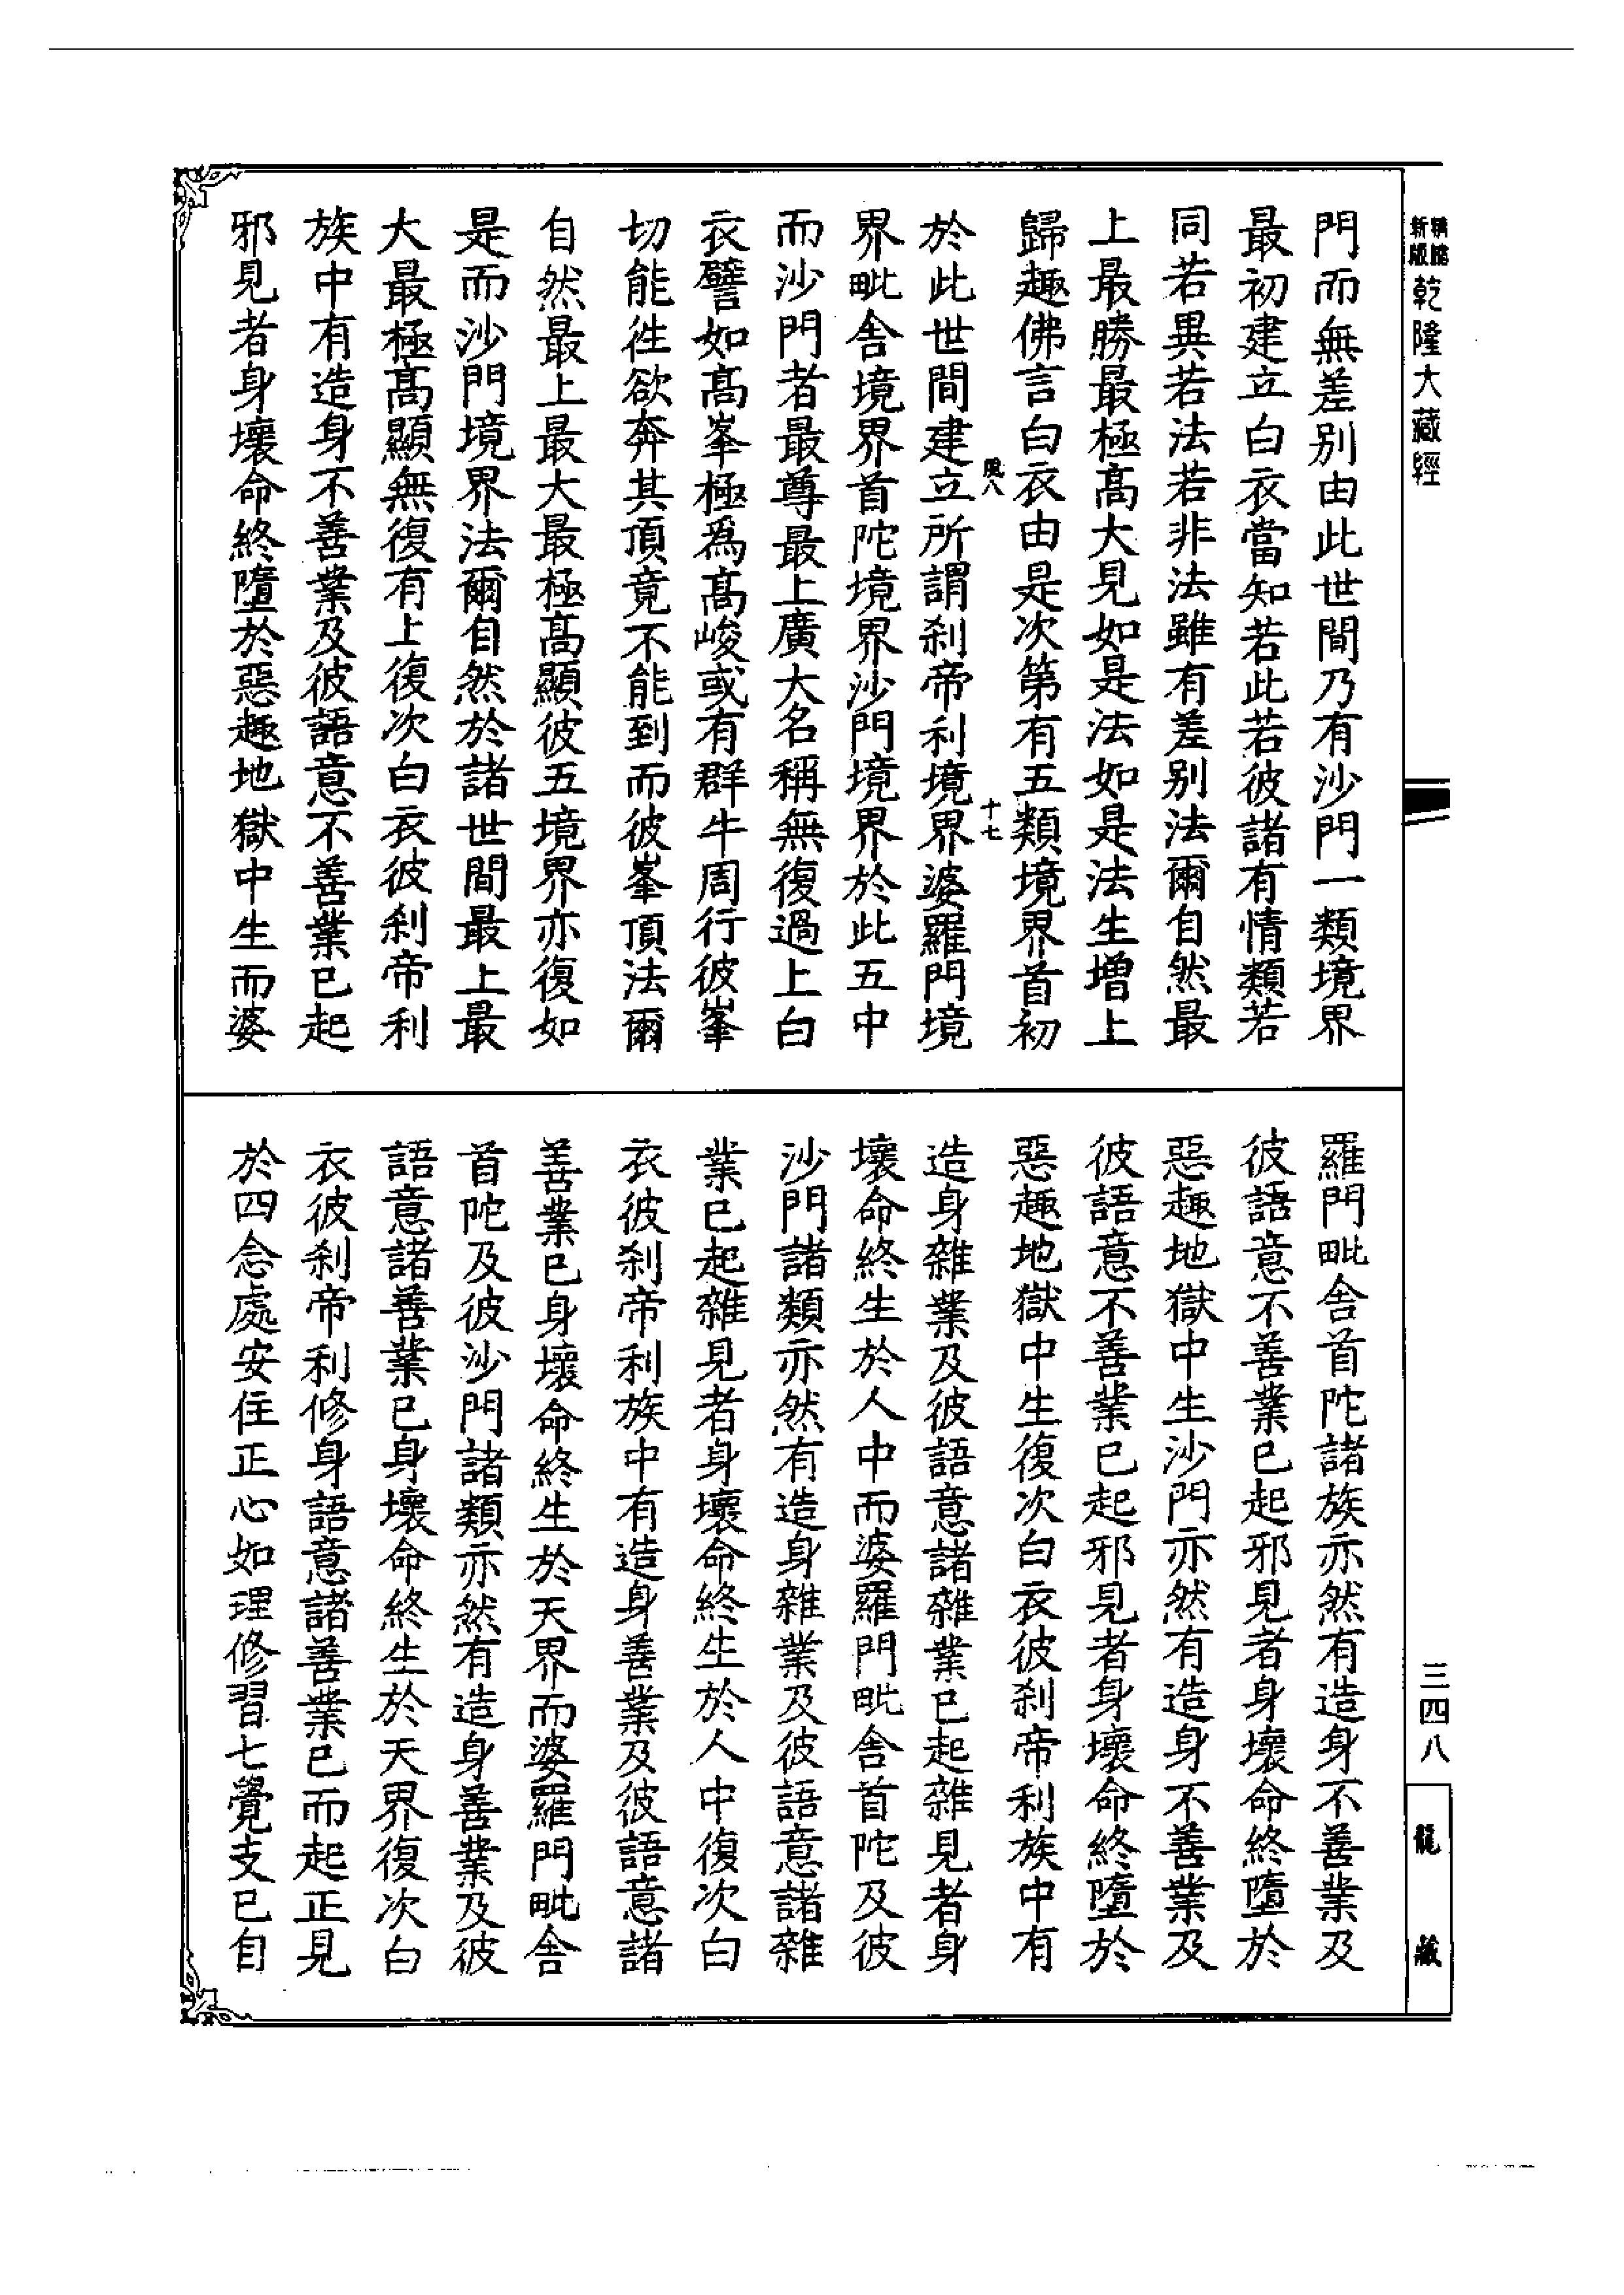 新版
乾隆大藏經
門而無差别由此世間乃有沙門一類境界
最初建立白衣當知若此若彼諸有情類若
同若異若法若非法雖有差别法爾自然最
上最勝最極髙大見如是法如是法生增上
歸趣佛言白衣由是次第有五類境界首初
風八
十七
於此世間建立所謂刹帝利境界婆羅門境
界毗舍境界首陀境界沙門境界於此五中
而沙門者最尊最上廣大名稱無復過上白
衣譬如髙峯極爲髙峻或有群牛周行彼峯
切能徃欲奔其頂竟不能到而彼峯頂法爾
自然最上最大最極髙顯彼五境界亦復如
是而沙門境界法爾自然於諸世間最上最
大最極髙顯無復有上復次白衣彼刹帝利
族中有造身不善業及彼語意不善業已起
邪見者身壞命終墮於惡趣地獄中生而婆
羅門毗舍首陀諸族亦然有造身不善業及
彼語意不善業已起邪見者身壞命終墮於
惡趣地獄中生沙門亦然有造身不善業及
彼語意不善業已起邪見者身壞命終墮於
惡趣地獄中生復次白衣彼刹帝利族中有
造身雜業及彼語意諸雜業已起雜見者身
壞命終生於人中而婆羅門毗舍首陀及彼
沙門諸類亦然有造身雜業及彼語意諸雜
業已起雜見者身壞命終生於人中復次白
衣彼刹帝利族中有造身善業及彼語意諸
善業已身壞命終生於天界而婆羅門毗舍
首陀及彼沙門諸類亦然有造身善業及彼
語意諸善業已身壞命終生於天界復次白
衣彼刹帝利修身語意諸善業已而起正見
於四念處安住正心如理修習七覺支已自
三四八
龍藏